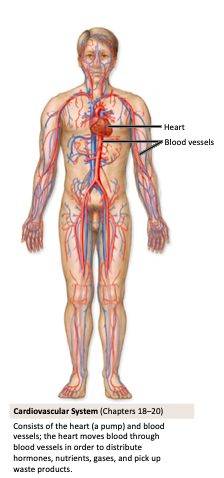 Heart
Blood vessels
Cardiovascular System (Chapters 18–20)
Consists of the heart (a pump) and blood
vessels; the heart moves blood through
blood vessels in order to distribute
hormones, nutrients, gases, and pick up
waste products.